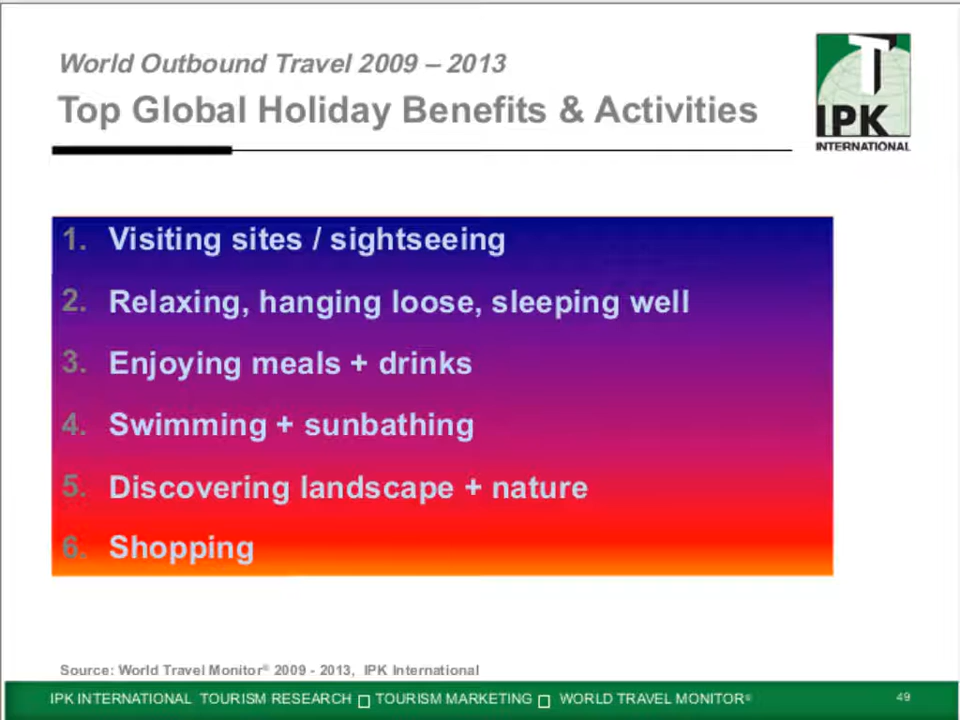 World Outbound Travel 2009 – 2013
Top Global Holiday Benefits & Activities
T
IPK
INTERNATIONAL
1. Visiting sites / sightseeing
2. Relaxing, hanging loose, sleeping well
3. Enjoying meals + drinks
4. Swimming + sunbathing
5. Discovering landscape + nature
6. Shopping
Source: World Travel Monitor® 2009 - 2013, IPK International
IPK INTERNATIONAL TOURISM RESEARCH □ TOURISM MARKETING □ WORLD TRAVEL MONITOR® 49